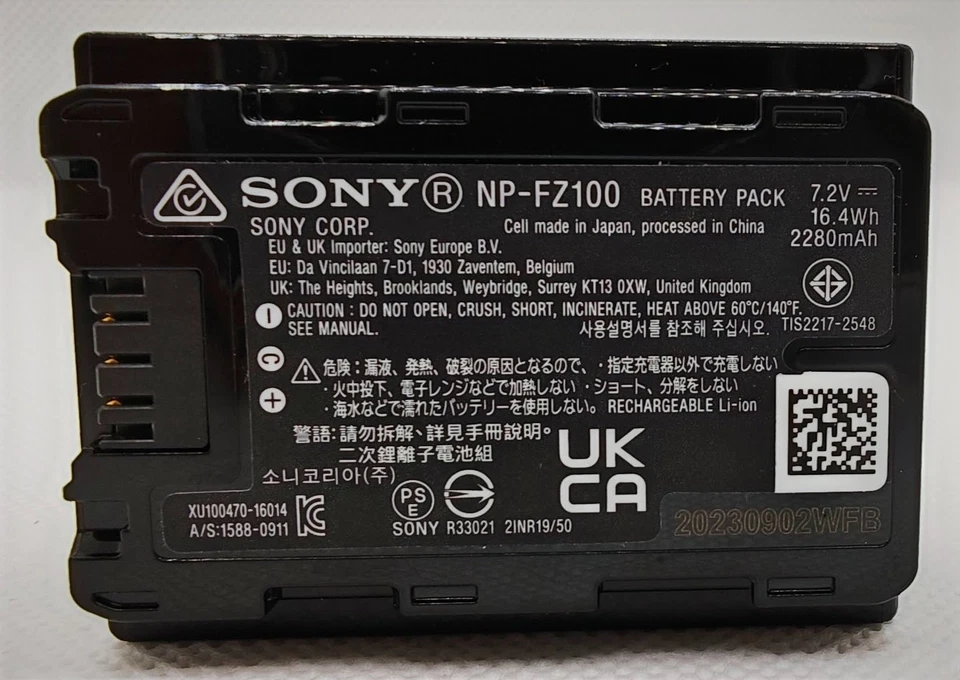 SONY® NP-FZ100 BATTERY PACK 7.2V ⎓
16.4Wh
2280mAh
SONY CORP. Cell made in Japan, processed in China
EU & UK Importer: Sony Europe B.V.
EU: Da Vincilaan 7-D1, 1930 Zaventem, Belgium
UK: The Heights, Brooklands, Weybridge, Surrey KT13 0XW, United Kingdom
CAUTION : DO NOT OPEN, CRUSH, SHORT, INCINERATE, HEAT ABOVE 60°C/140°F.
SEE MANUAL. 사용설명서를 참조해 주십시오. TIS2217-2548
− C +
⚠危険：漏液、発熱、破裂の原因となるので、・指定充電器以外で充電しない
・火中投下、電子レンジなどで加熱しない ・ショート、分解をしない
・海水などで濡れたバッテリーを使用しない。 RECHARGEABLE Li-ion
警語：請勿拆解、詳見手冊說明。
二次鋰離子電池組
소니코리아(주)
UK
CA
XU100470-16014
A/S:1588-0911
PS
E
SONY R33021 2INR19/50
20230902WFB